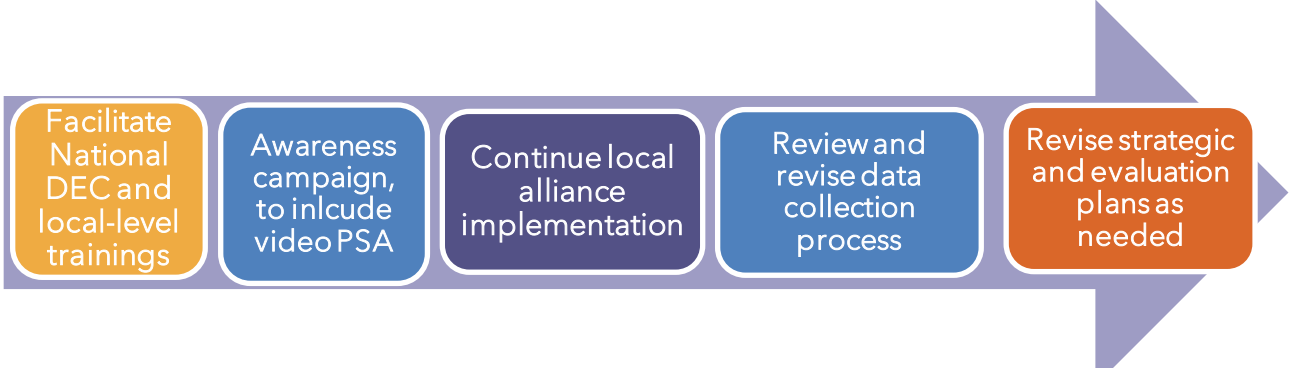 Facilitate
National
DEC and
local-level
trainings
Awareness
campaign,
to inlcude
video PSA
Continue local
alliance
implementation
Review and
revise data
collection
process
Revise strategic
and evaluation
plans as
needed